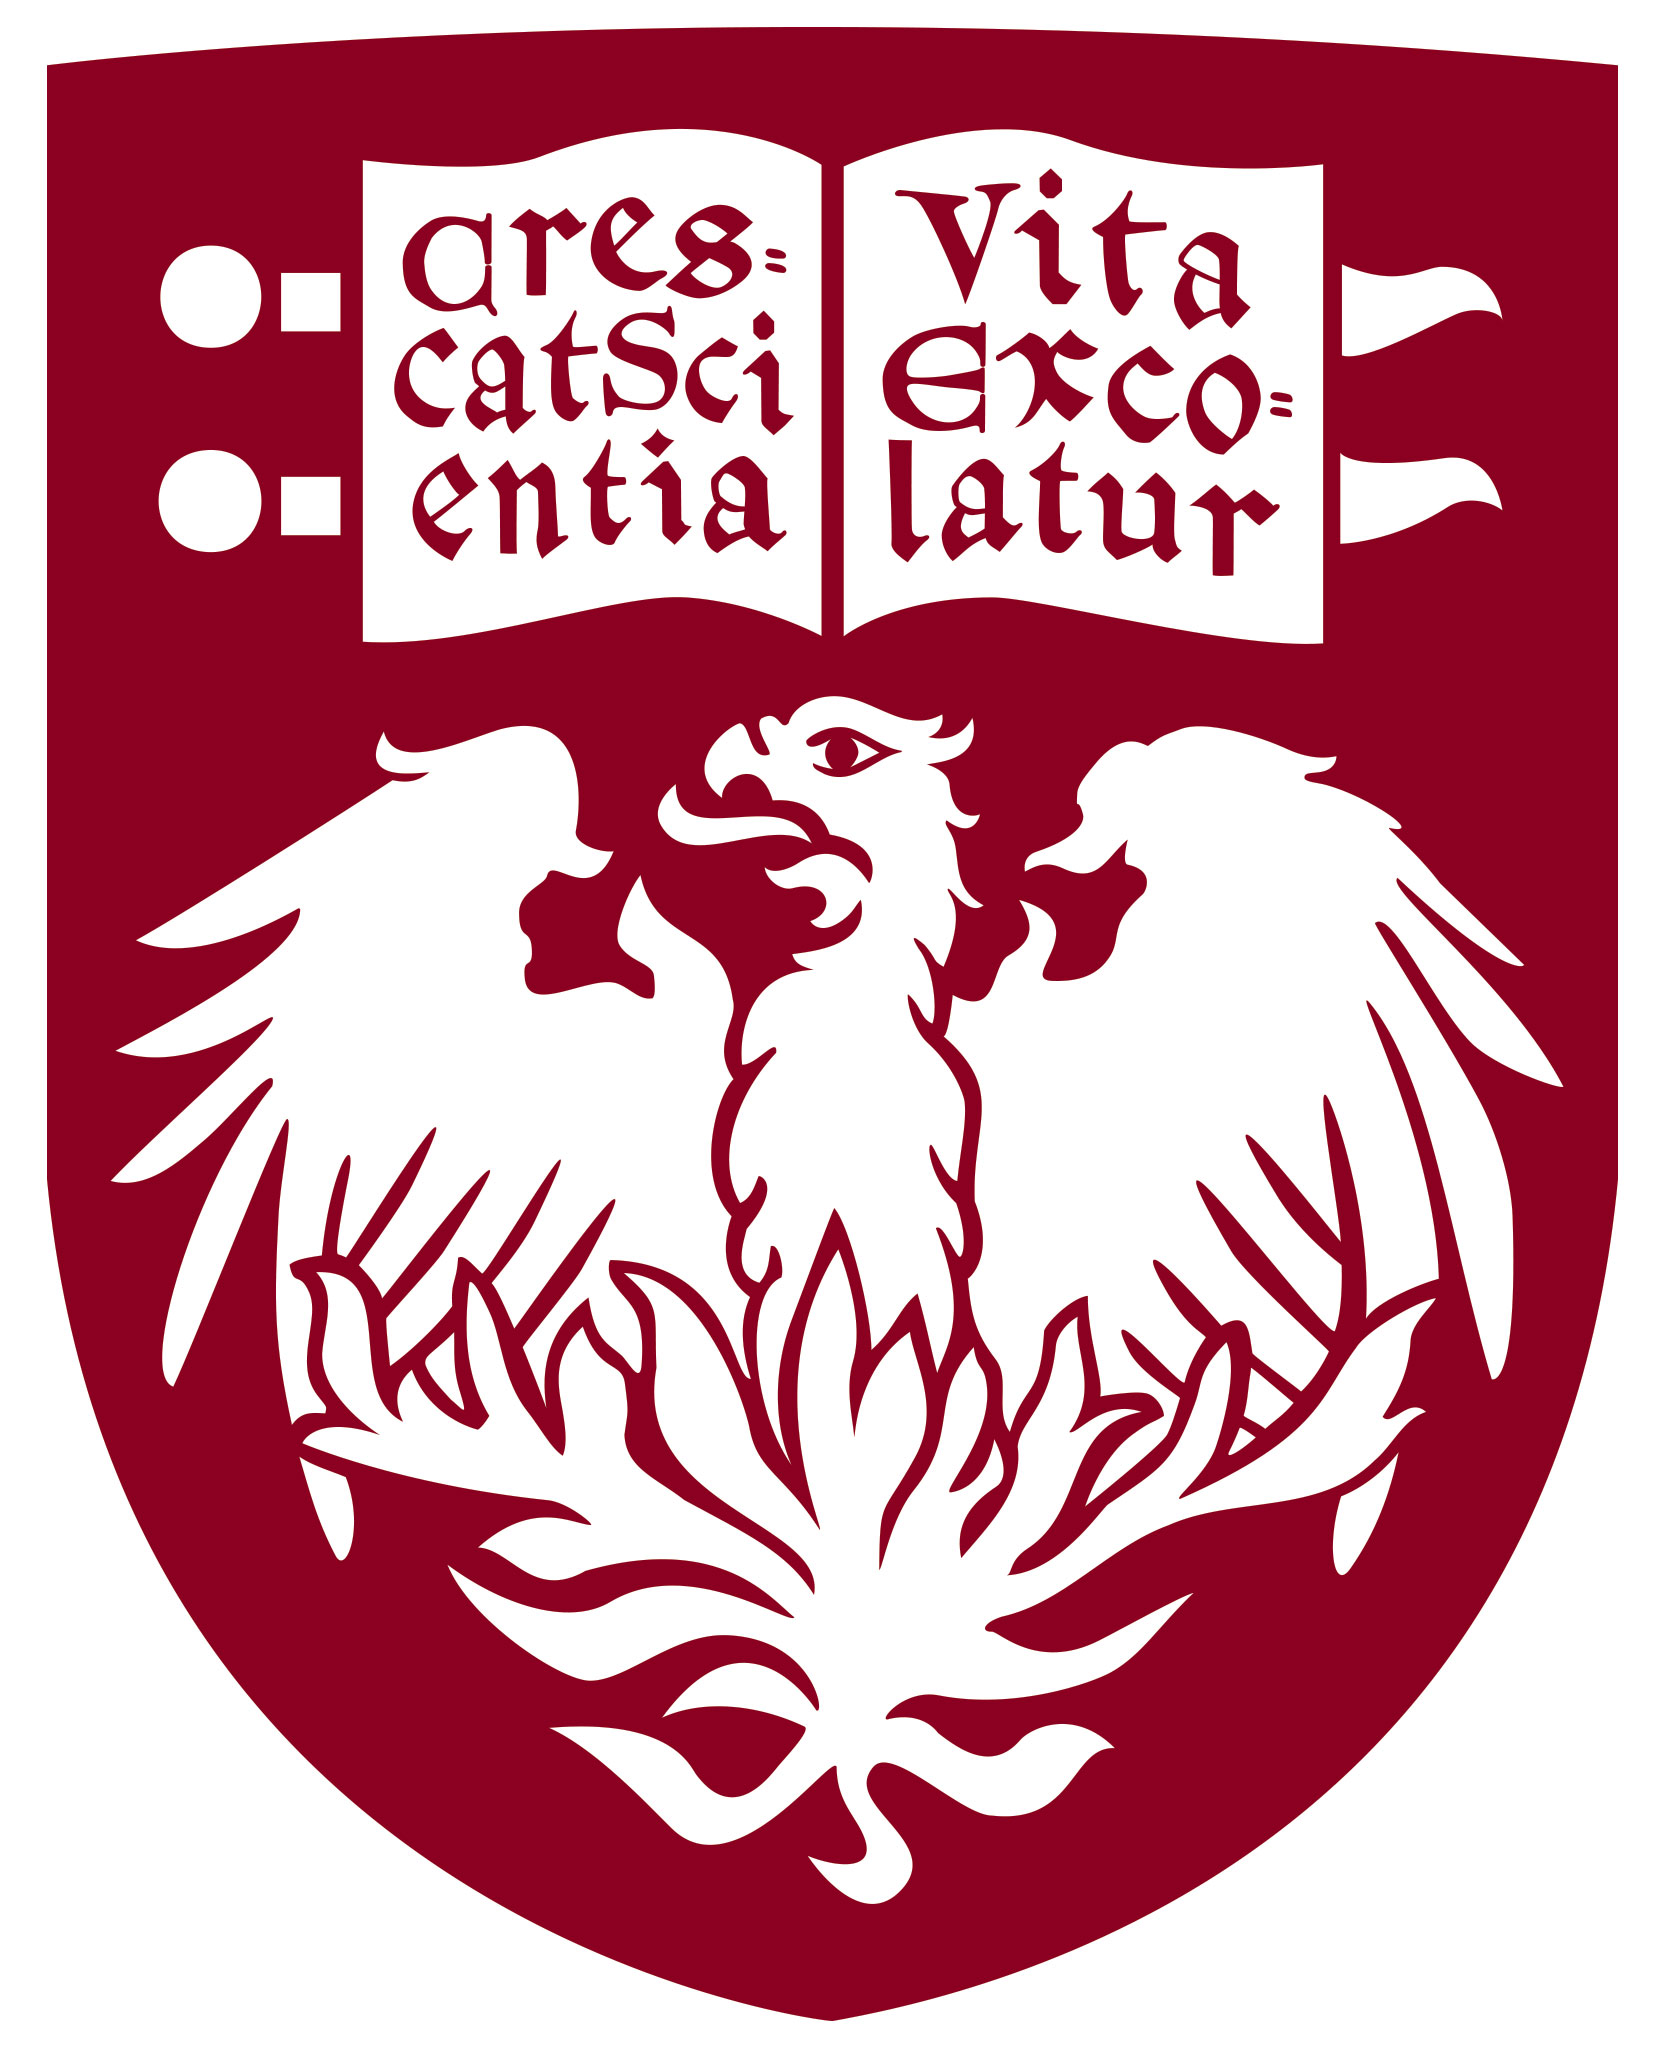 Cres=
catSci
entia
Vita
Exco=
latur